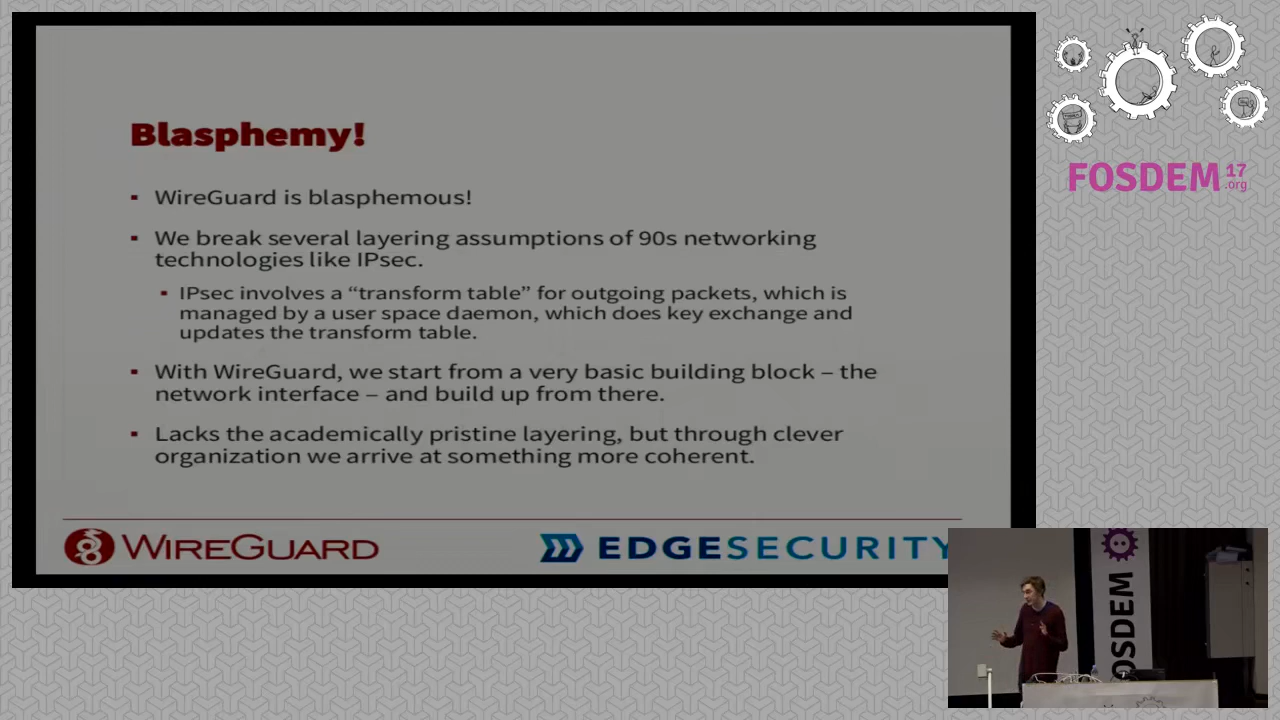 Blasphemy!
▪ WireGuard is blasphemous!
▪ We break several layering assumptions of 90s networking
technologies like IPsec.
▪ IPsec involves a “transform table” for outgoing packets, which is
managed by a user space daemon, which does key exchange and
updates the transform table.
▪ With WireGuard, we start from a very basic building block – the
network interface – and build up from there.
▪ Lacks the academically pristine layering, but through clever
organization we arrive at something more coherent.
WIREGUARD
EDGESECURITY
FOSDEM 17
.org
FOSDEM